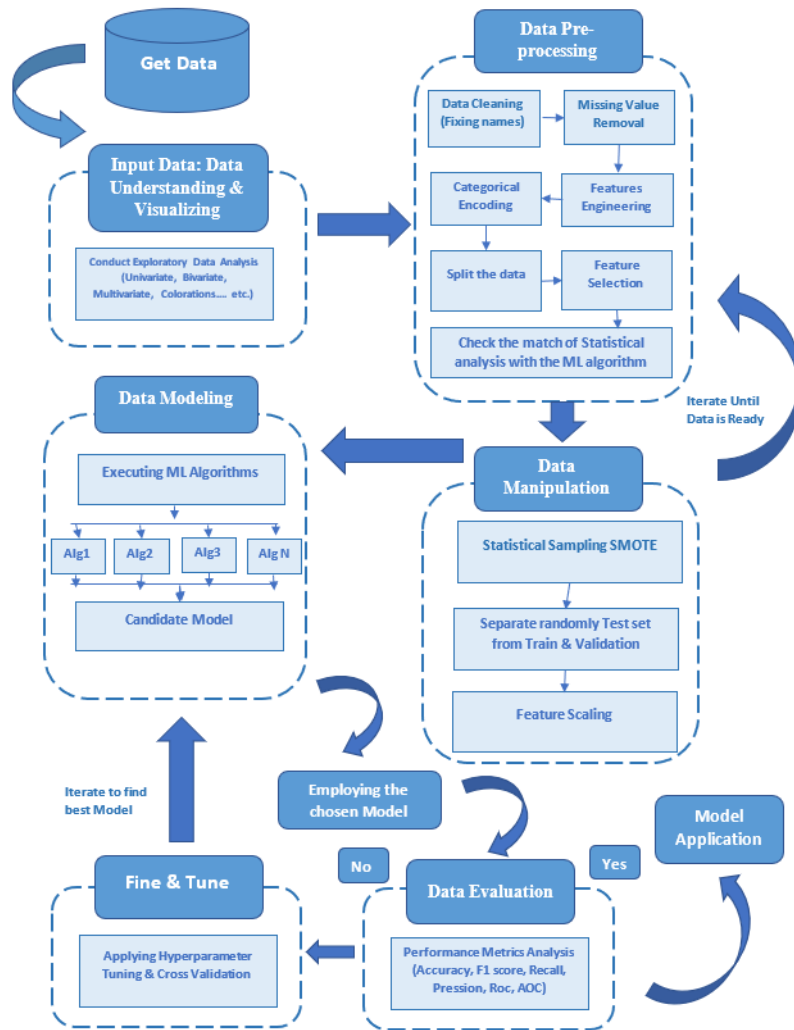 Get Data
Input Data: Data
Understanding &
Visualizing
Conduct Exploratory Data Analysis
(Univariate, Bivariate,
Multivariate, Colorations.... etc.)
Data Pre-
processing
Data Cleaning
(Fixing names)
Missing Value
Removal
Categorical
Encoding
Features
Engineering
Split the data
Feature
Selection
Check the match of Statistical
analysis with the ML algorithm
Iterate Until
Data is Ready
Data
Manipulation
Statistical Sampling SMOTE
Separate randomly Test set
from Train & Validation
Feature Scaling
Data Modeling
Executing ML Algorithms
Alg1
Alg2
Alg3
Alg N
Candidate Model
Iterate to find
best Model
Employing the
chosen Model
Model
Application
No
Yes
Data Evaluation
Performance Metrics Analysis
(Accuracy, F1 score, Recall,
Pression, Roc, AOC)
Fine & Tune
Applying Hyperparameter
Tuning & Cross Validation